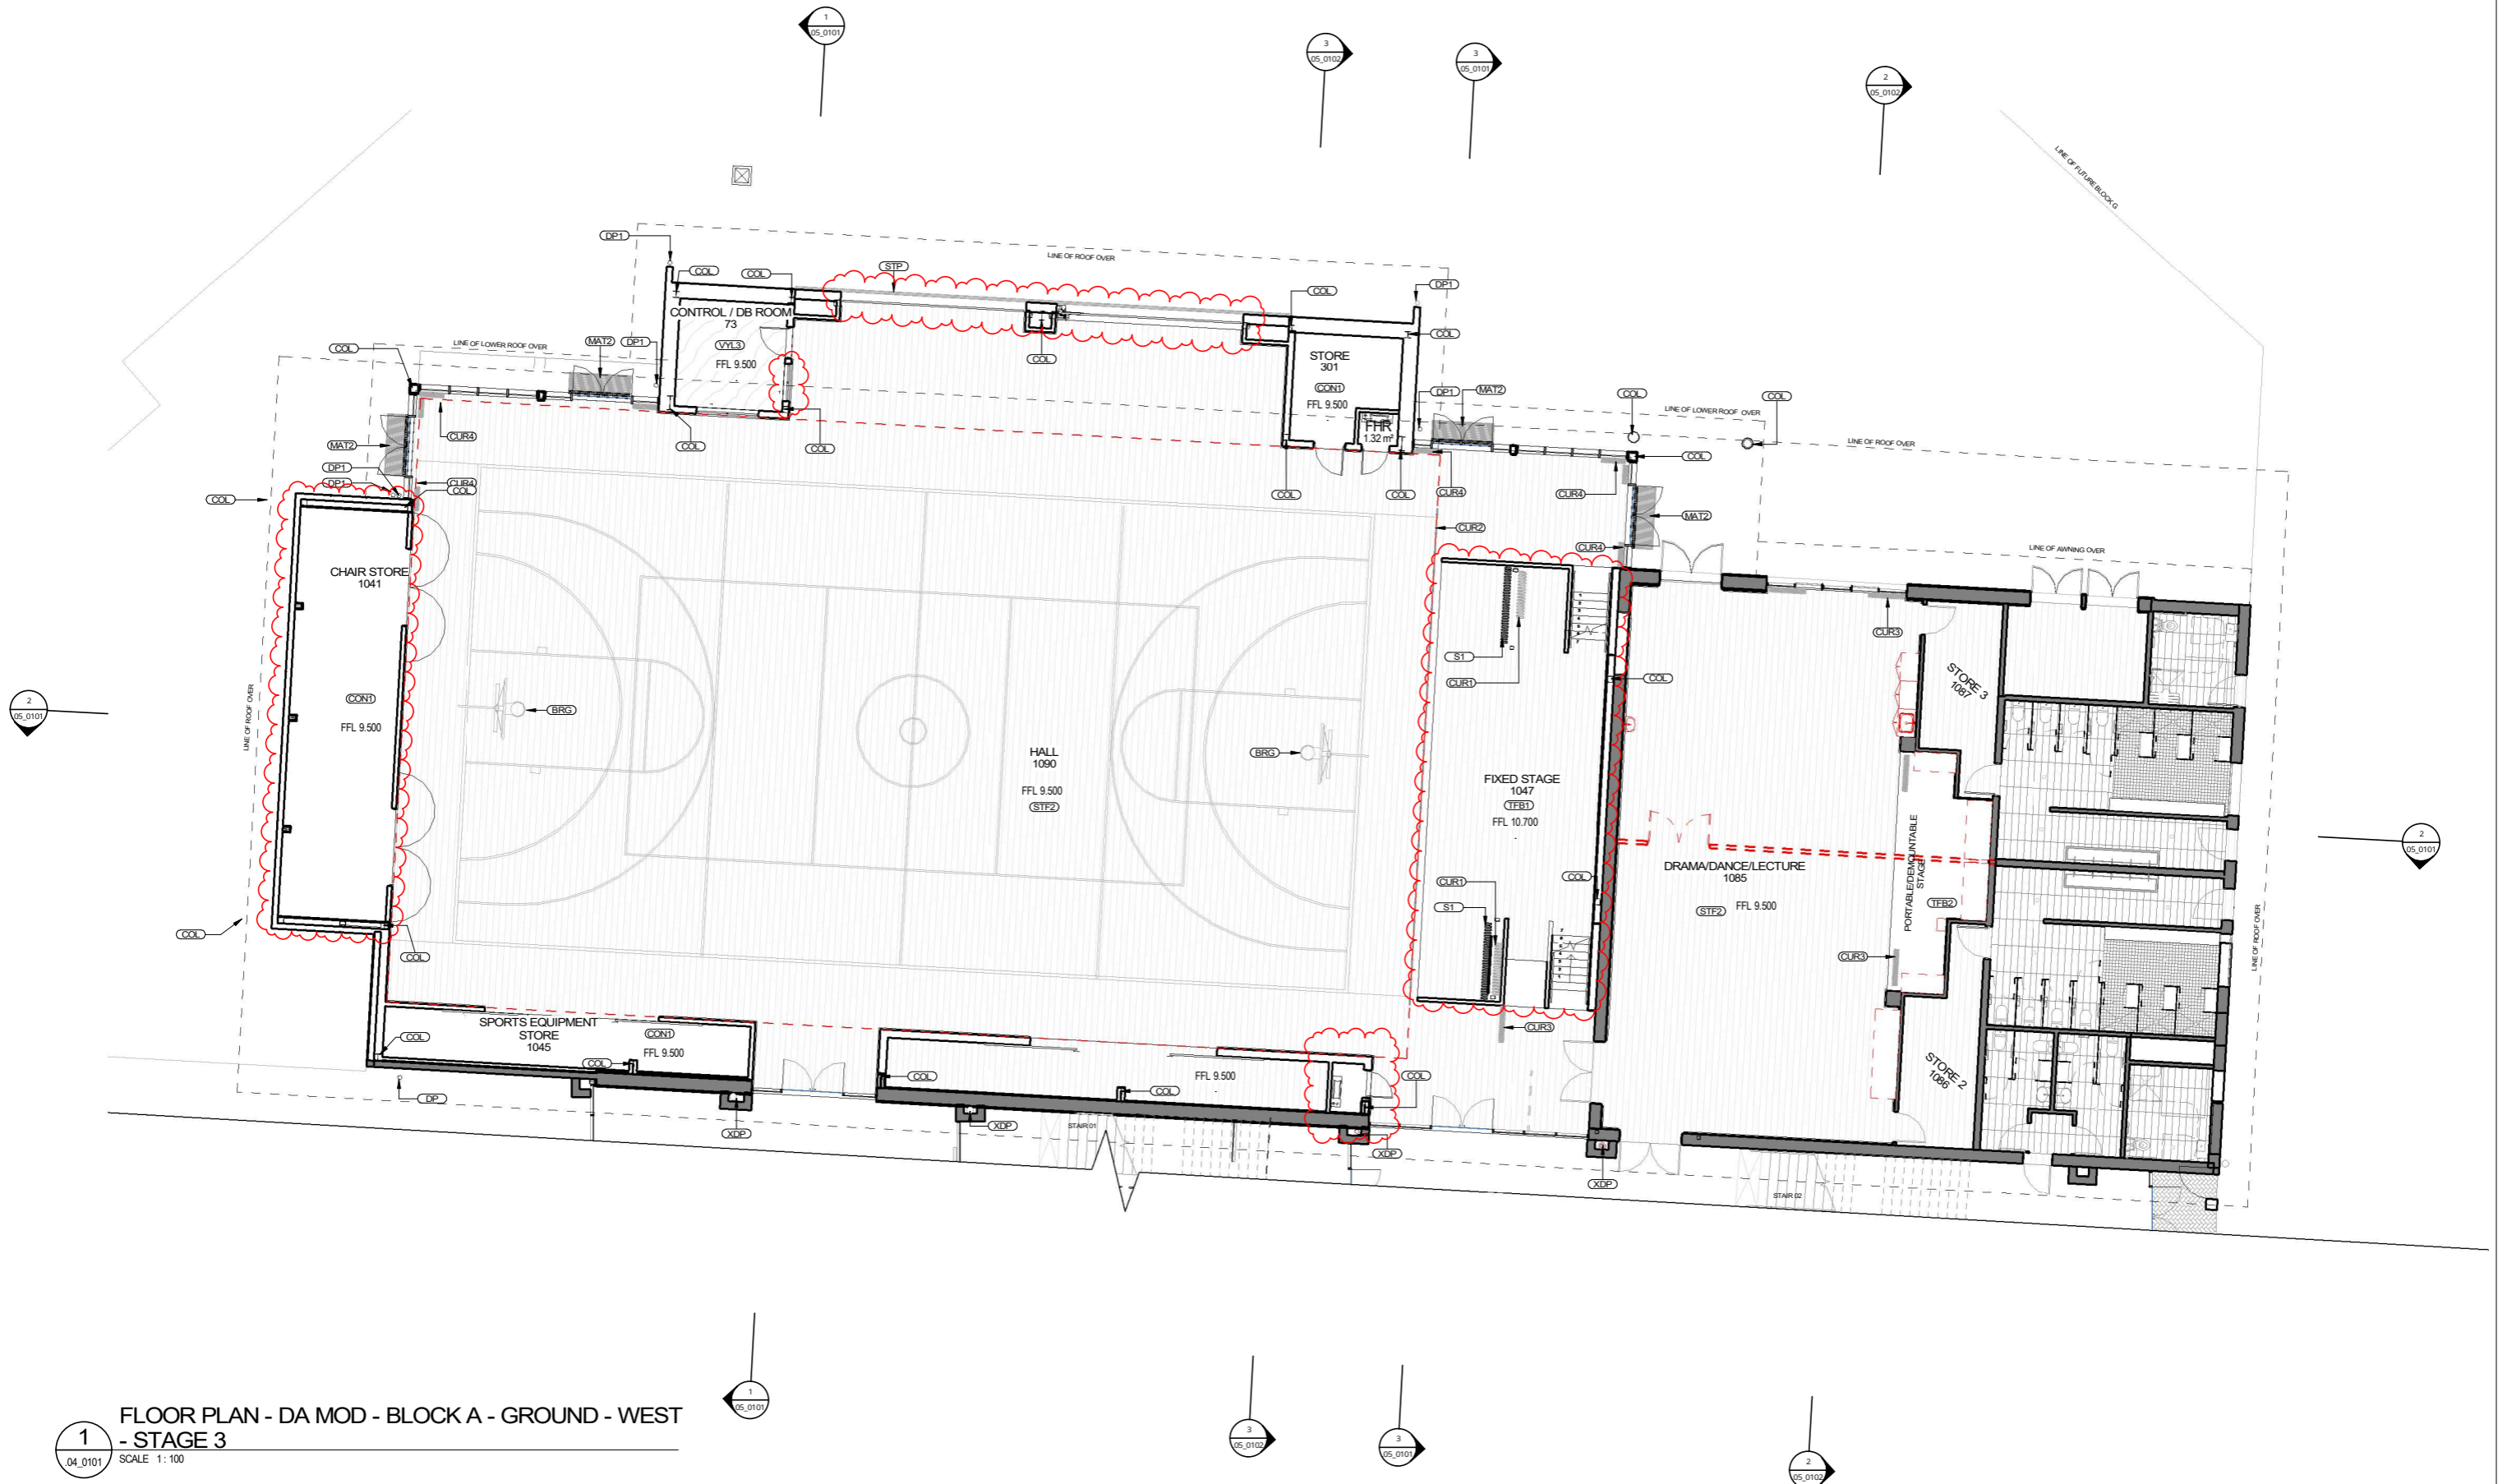 1
05_0101
3
05_0102
3
05_0101
2
05_0102
LINE OF FUTURE BLOCK G
DP1
LINE OF ROOF OVER
COL
COL
STP
COL
DP1
CONTROL / DB ROOM
73
VYL3
FFL 9.500
COL
COL
LINE OF LOWER ROOF OVER
MAT2
DP1
COL
STORE
301
CON1
FFL 9.500
FHR
1.32 m²
DP1
MAT2
COL
LINE OF LOWER ROOF OVER
COL
LINE OF ROOF OVER
MAT2
CUR4
COL
COL
DP1
DP1
CUR4
COL
COL
COL
COL
CUR4
CUR4
COL
CUR2
MAT2
CUR4
LINE OF AWNING OVER
CHAIR STORE
1041
CON1
FFL 9.500
LINE OF ROOF OVER
2
05_0101
BRG
HALL
1090
FFL 9.500
STF2
BRG
S1
CUR1
COL
FIXED STAGE
1047
TFB1
FFL 10.700
CUR3
STORE 3
1087
DRAMA/DANCE/LECTURE
1085
STF2
FFL 9.500
PORTABLE/DEMOUNTABLE
STAGE
TFB2
2
05_0101
CUR1
S1
COL
CUR3
LINE OF ROOF OVER
COL
COL
SPORTS EQUIPMENT
STORE
1045
CON1
FFL 9.500
COL
COL
DP
XDP
COL
FFL 9.500
COL
COL
CUR3
STORE 2
1086
XDP
STAIR 01
XDP
XDP
STAIR 02
1
05_0101
3
05_0102
3
05_0101
2
05_0102
FLOOR PLAN - DA MOD - BLOCK A - GROUND - WEST
- STAGE 3
1
.04_0101
SCALE 1 : 100